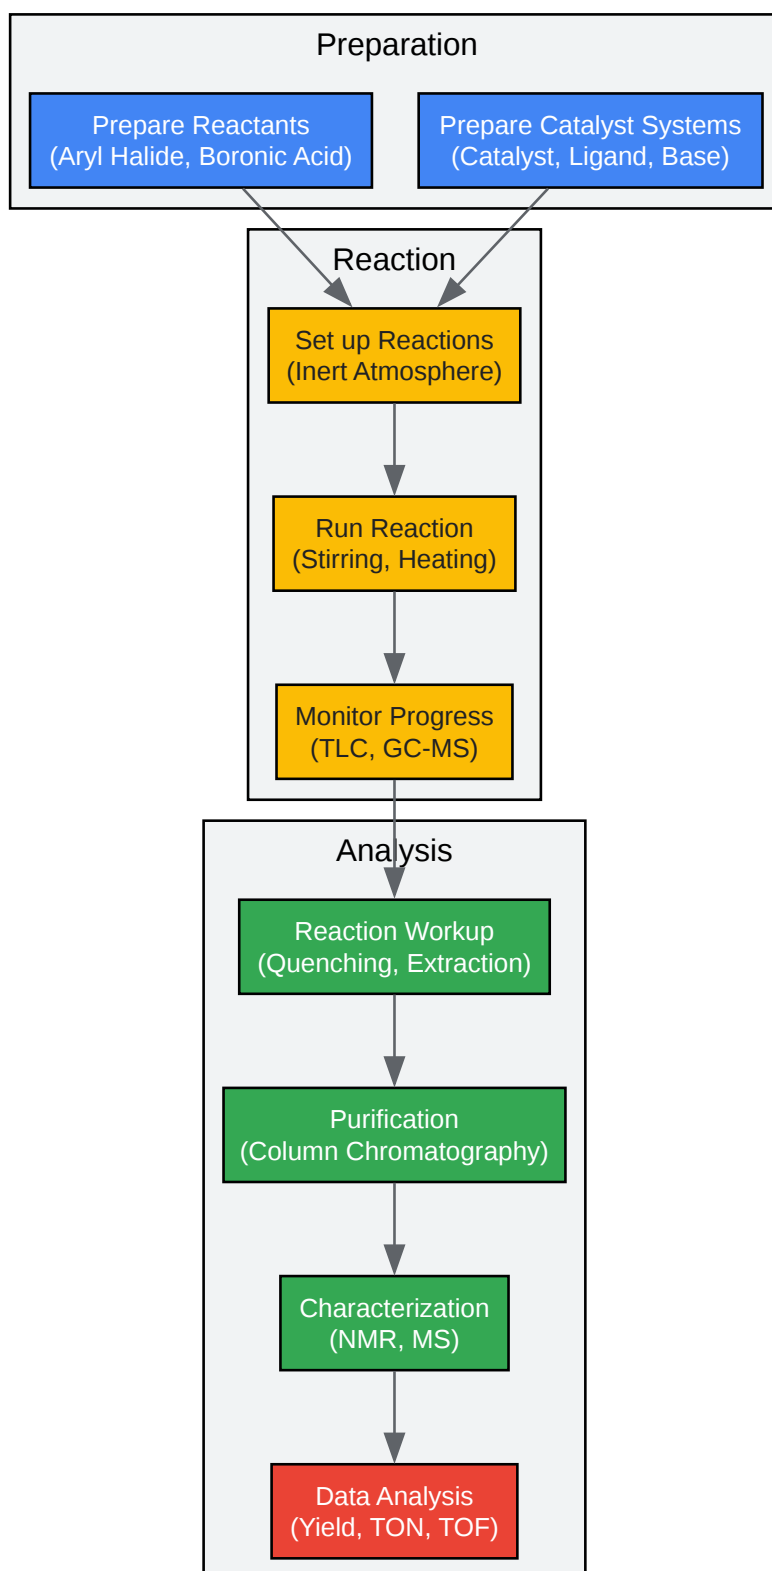 Preparation
Prepare Reactants
(Aryl Halide, Boronic Acid)
Prepare Catalyst Systems
(Catalyst, Ligand, Base)
Reaction
Set up Reactions
(Inert Atmosphere)
Run Reaction
(Stirring, Heating)
Monitor Progress
(TLC, GC-MS)
Analysis
Reaction Workup
(Quenching, Extraction)
Purification
(Column Chromatography)
Characterization
(NMR, MS)
Data Analysis
(Yield, TON, TOF)